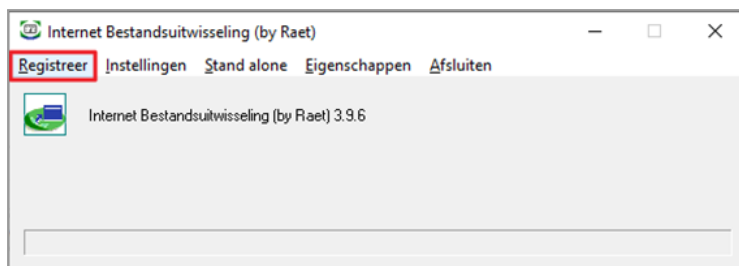 Internet Bestandsuitwisseling (by Raet)
Registreer Instellingen Stand alone Eigenschappen Afsluiten
Internet Bestandsuitwisseling (by Raet) 3.9.6